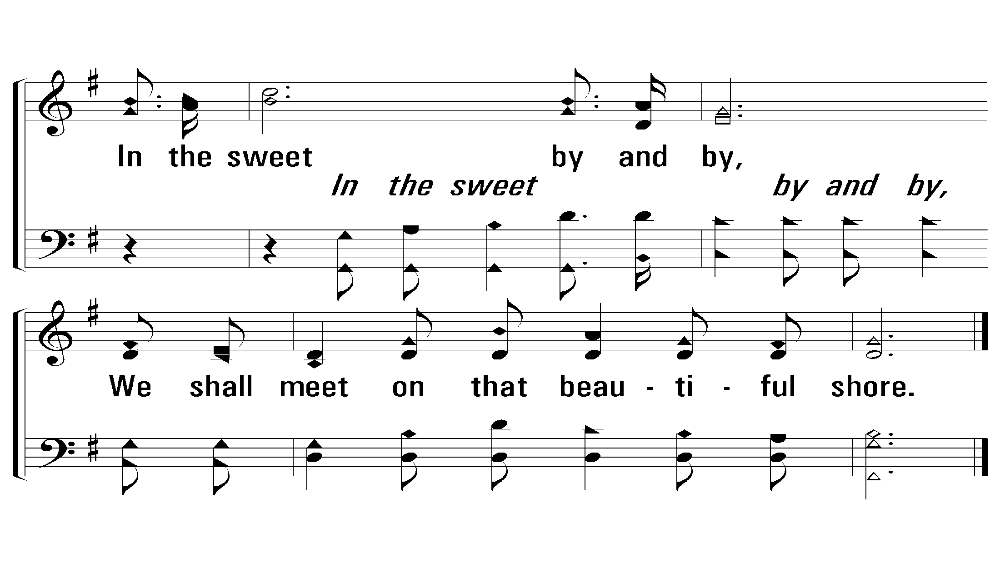 In the sweet by and by,
In the sweet by and by,
We shall meet on that beau - ti - ful shore.